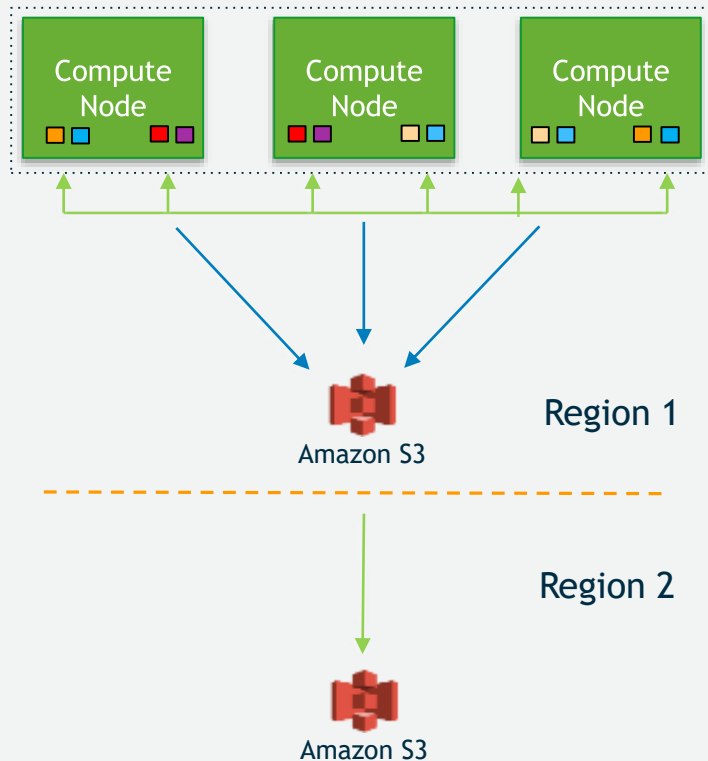 Compute
Node
Compute
Node
Compute
Node
Amazon S3
Region 1
Region 2
Amazon S3